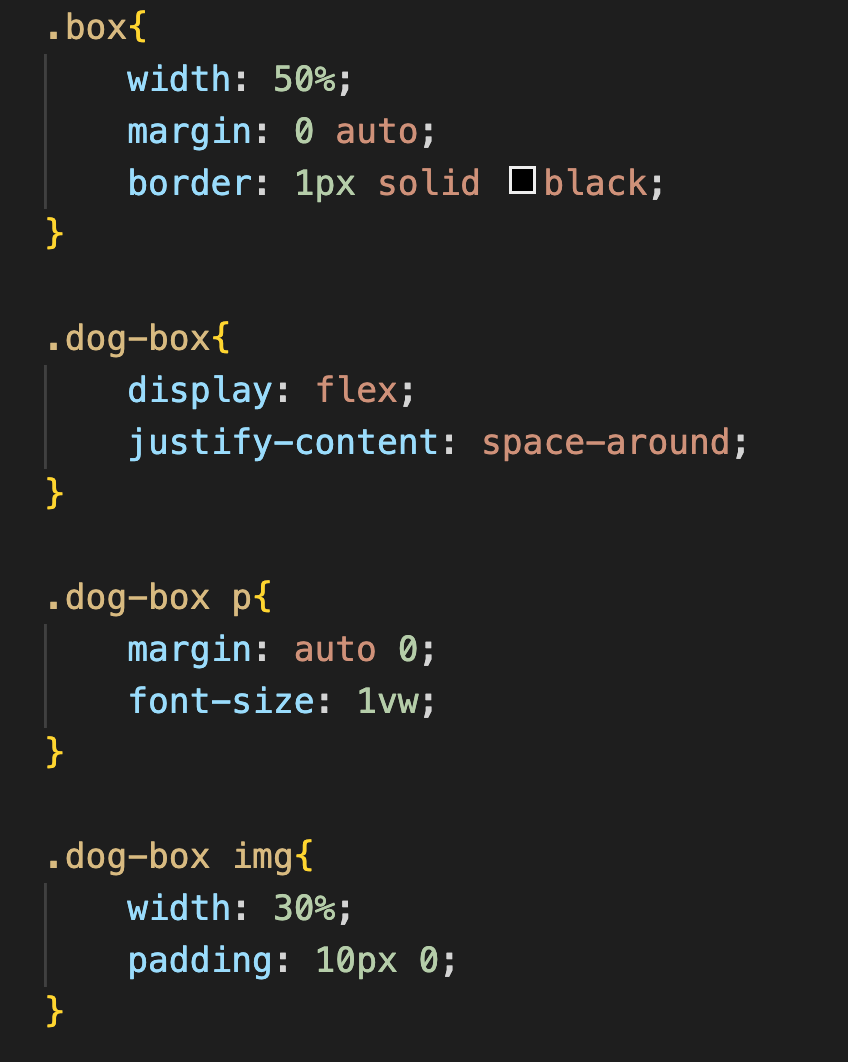 .box{
    width: 50%;
    margin: 0 auto;
    border: 1px solid black;
}
.dog-box{
    display: flex;
    justify-content: space-around;
}
.dog-box p{
    margin: auto 0;
    font-size: 1vw;
}
.dog-box img{
    width: 30%;
    padding: 10px 0;
}